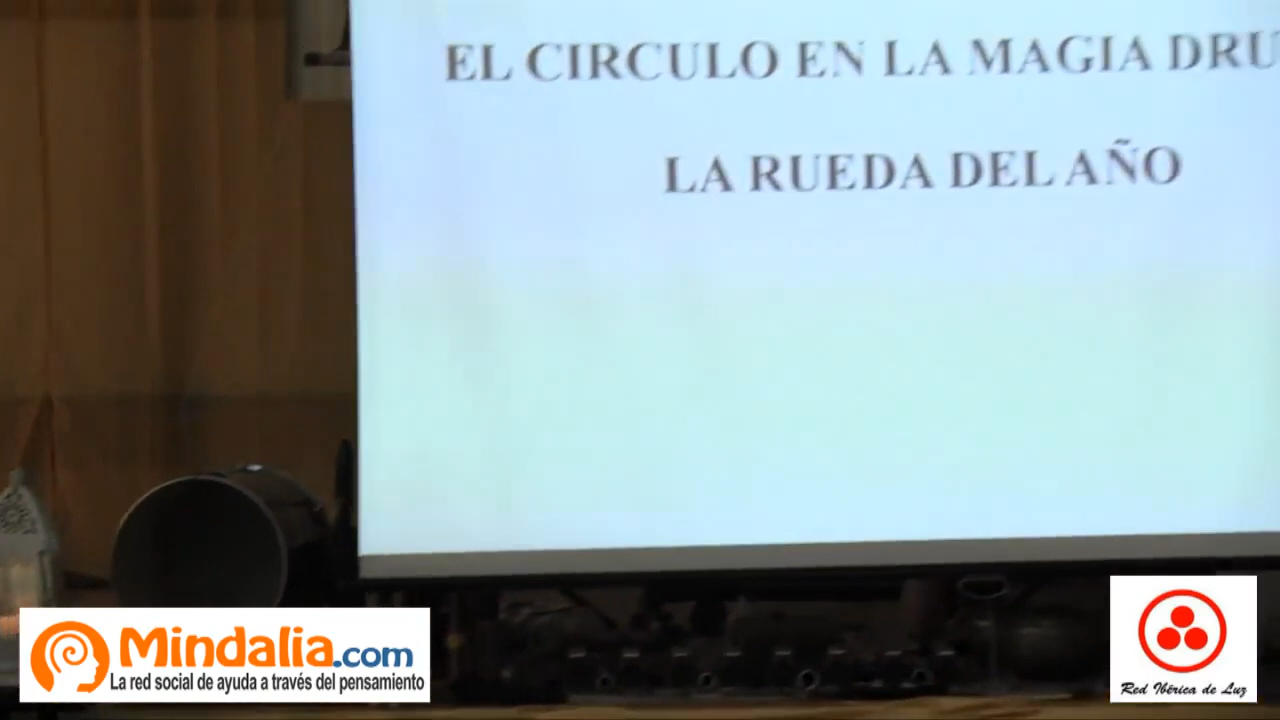 EL CIRCULO EN LA MAGIA DRU
LA RUEDA DEL AÑO
Mindalia.com
La red social de ayuda a través del pensamiento
Red Ibérica de Luz